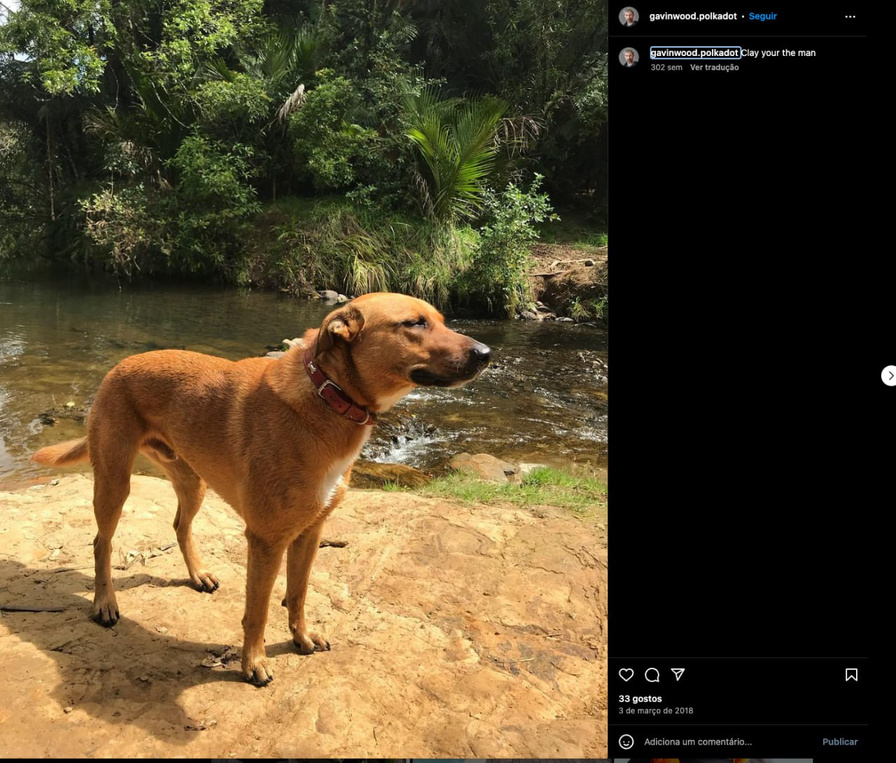 gavinwood.polkadot • Seguir
gavinwood.polkadot Clay your the man
302 sem Ver tradução
33 gostos
3 de março de 2018
Adiciona um comentário... Publicar